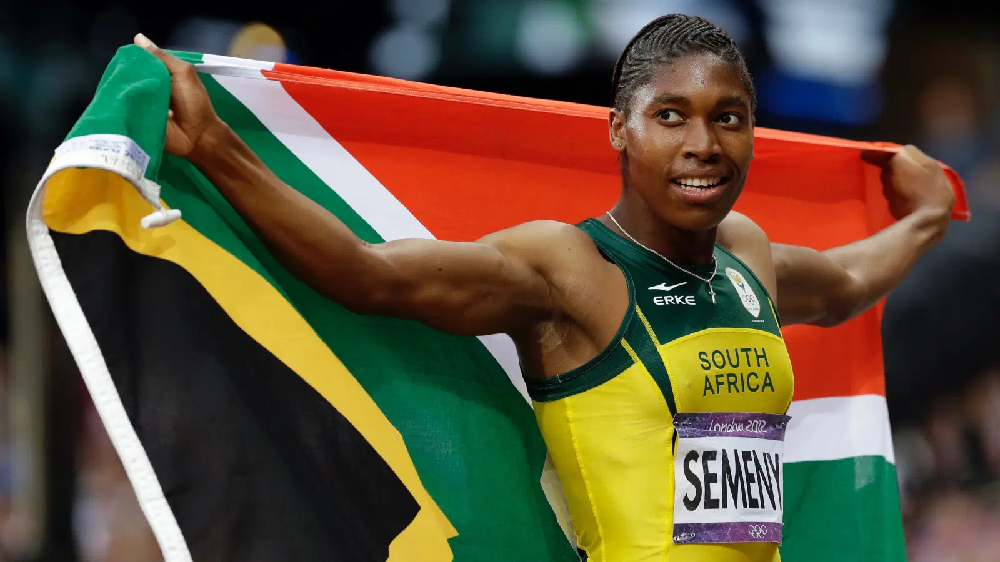 ERKE
SOUTH
AFRICA
London 2012
SEMENY